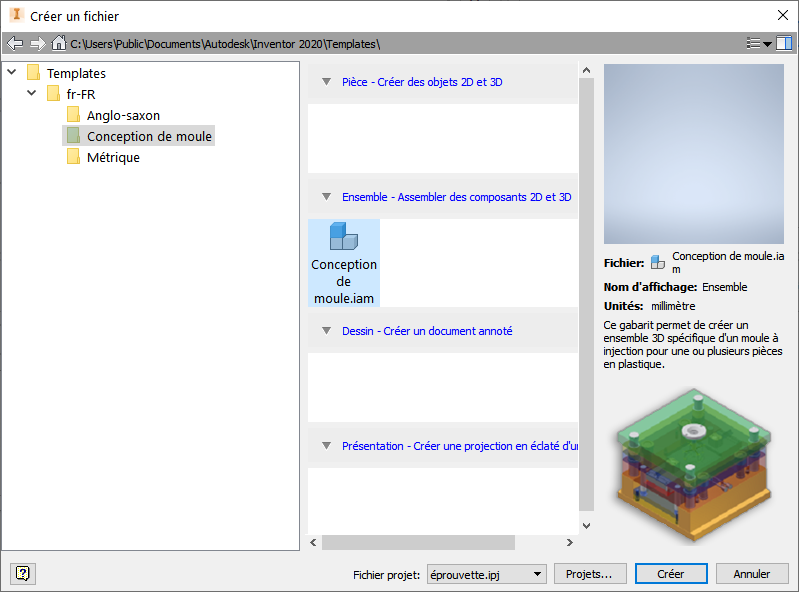 Créer un fichier
C:\Users\Public\Documents\Autodesk\Inventor 2020\Templates\
Templates
fr-FR
Anglo-saxon
Conception de moule
Métrique
Pièce - Créer des objets 2D et 3D
Ensemble - Assembler des composants 2D et 3D
Conception
de
moule.iam
Dessin - Créer un document annoté
Présentation - Créer une projection en éclaté d'u
Fichier: Conception de moule.ia
m
Nom d'affichage: Ensemble
Unités: millimètre
Ce gabarit permet de créer un
ensemble 3D spécifique d'un moule à
injection pour une ou plusieurs pièces
en plastique.
Fichier projet: éprouvette.ipj
Projets...
Créer
Annuler